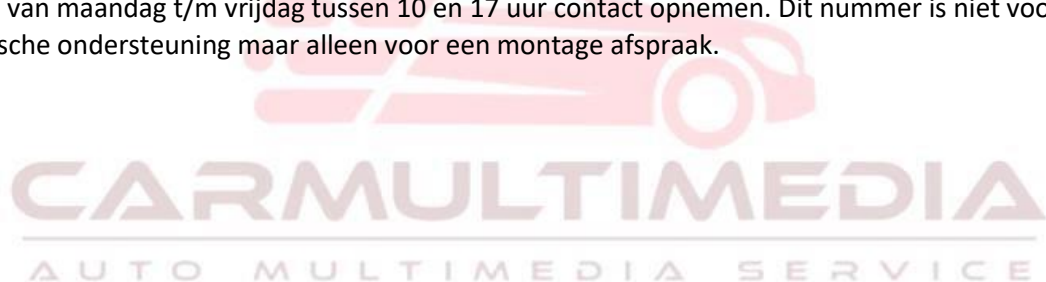 van maandag t/m vrijdag tussen 10 en 17 uur contact opnemen. Dit nummer is niet voo
sche ondersteuning maar alleen voor een montage afspraak.
CARMULTIMEDIA
AUTO MULTIMEDIA SERVICE